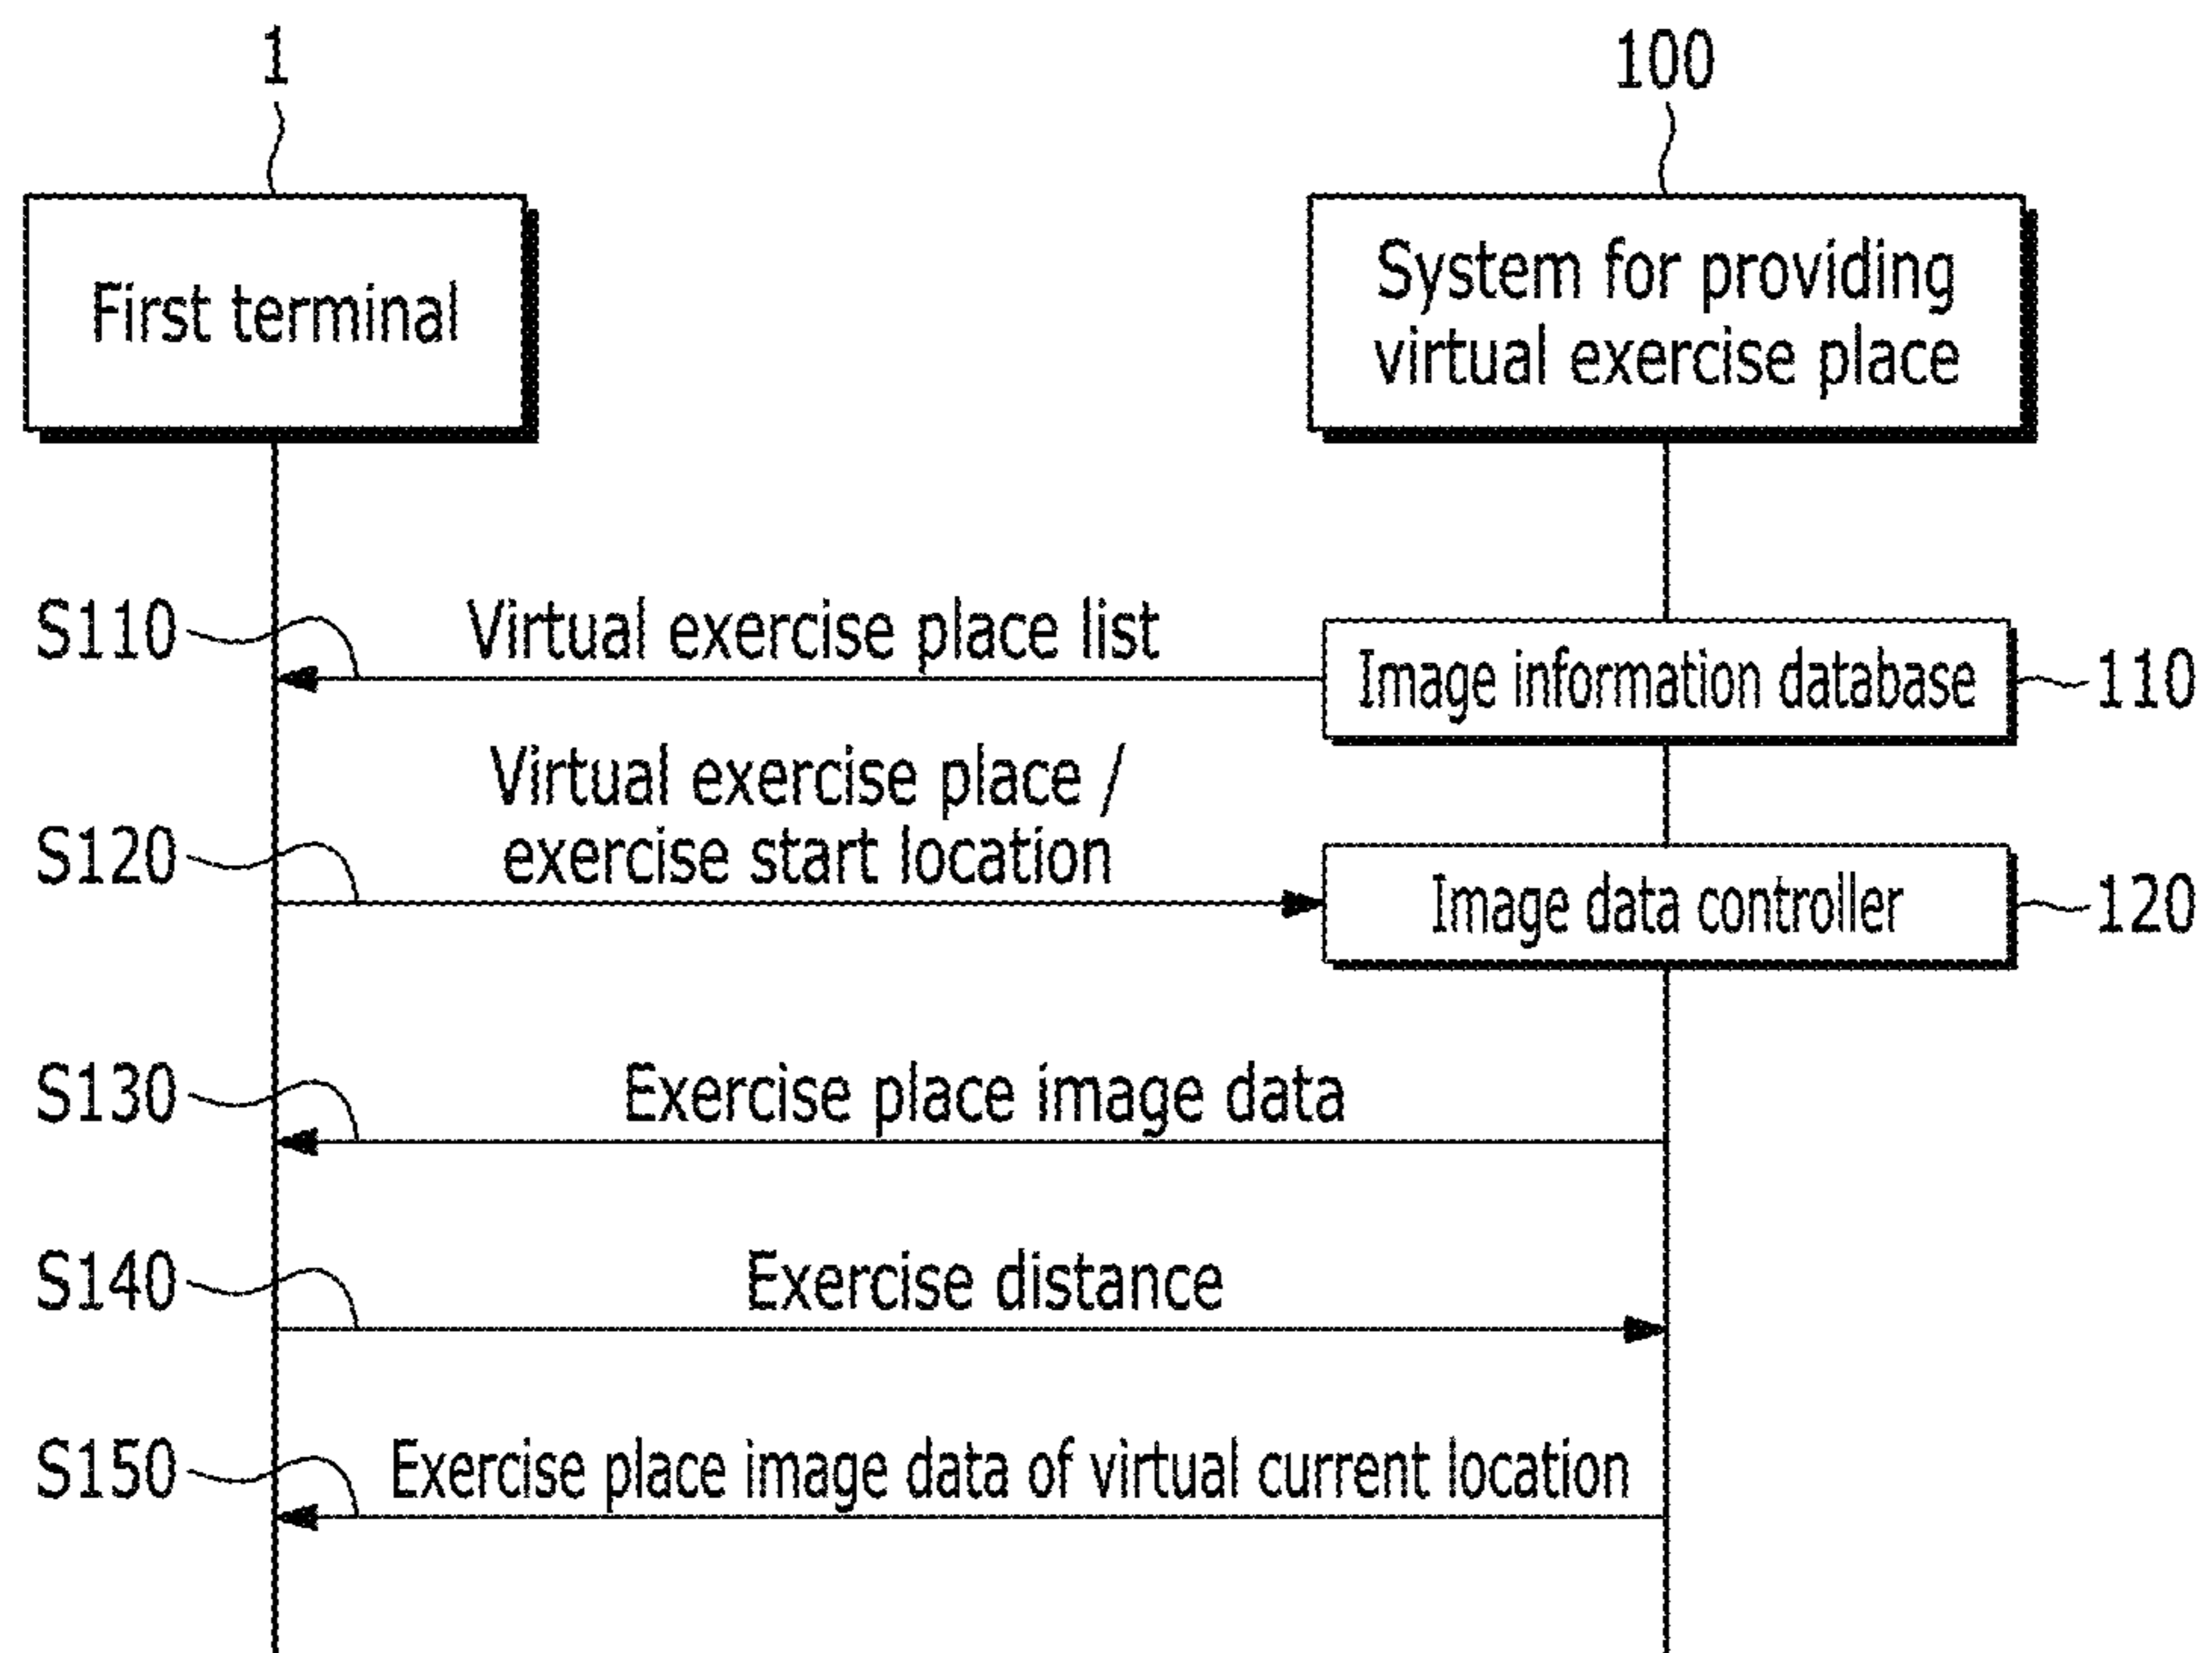 1
100
First terminal
System for providing
virtual exercise place
S110
Virtual exercise place list
Image information database
110
Virtual exercise place /
exercise start location
S120
Image data controller
120
S130
Exercise place image data
S140
Exercise distance
S150
Exercise place image data of virtual current location